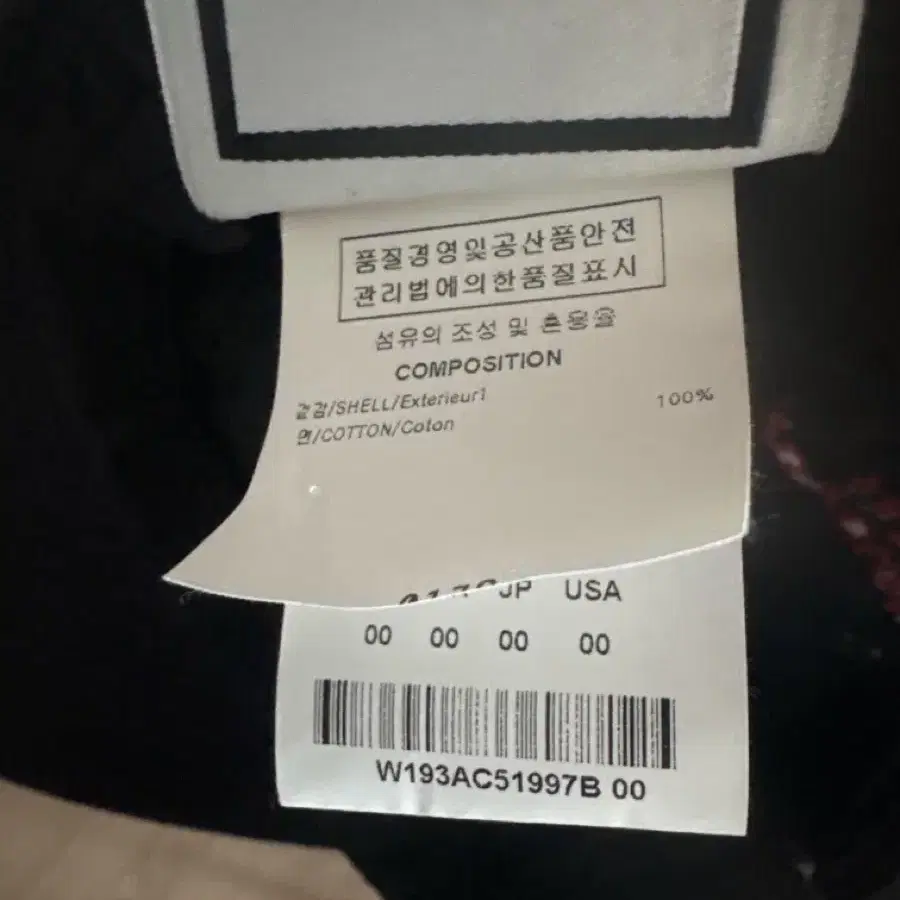 품질경영및공산품안전
관리법에의한품질표시
섬유의 조성 및 혼용율
COMPOSITION
겉감/SHELL/Exterieur1
면/COTTON/Coton 100%
JP USA
00 00 00 00
W193AC51997B 00